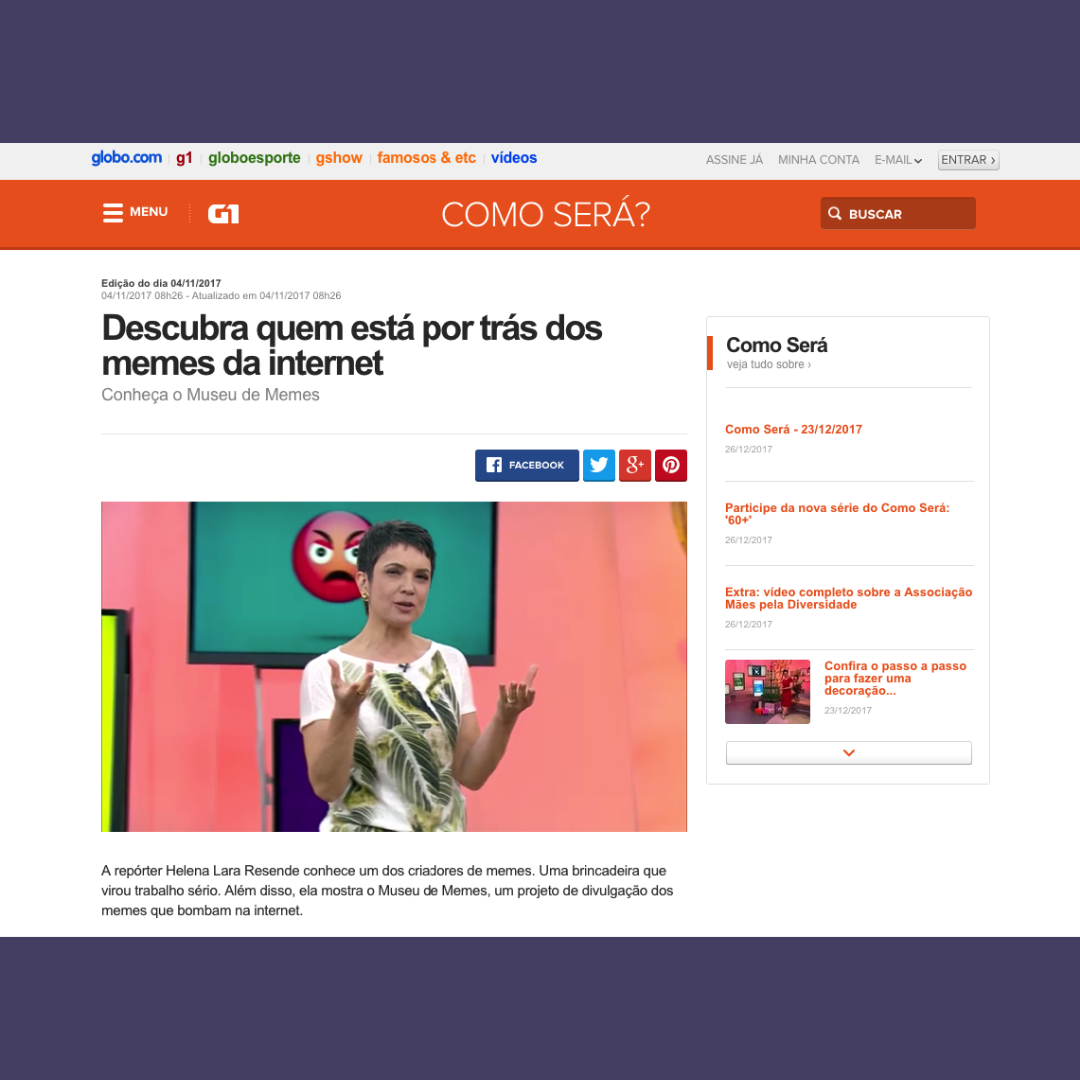 globo.com g1 globoesporte gshow famosos & etc vídeos ASSINE JÁ MINHA CONTA E-MAIL ENTRAR ›
MENU G1 COMO SERÁ? BUSCAR
Edição do dia 04/11/2017
04/11/2017 08h26 - Atualizado em 04/11/2017 08h26
Descubra quem está por trás dos
memes da internet
Conheça o Museu de Memes
FACEBOOK g+
A repórter Helena Lara Resende conhece um dos criadores de memes. Uma brincadeira que
virou trabalho sério. Além disso, ela mostra o Museu de Memes, um projeto de divulgação dos
memes que bombam na internet.
Como Será
veja tudo sobre ›
Como Será - 23/12/2017
26/12/2017
Participe da nova série do Como Será:
'60+'
26/12/2017
Extra: vídeo completo sobre a Associação
Mães pela Diversidade
26/12/2017
Confira o passo a passo
para fazer uma
decoração...
23/12/2017